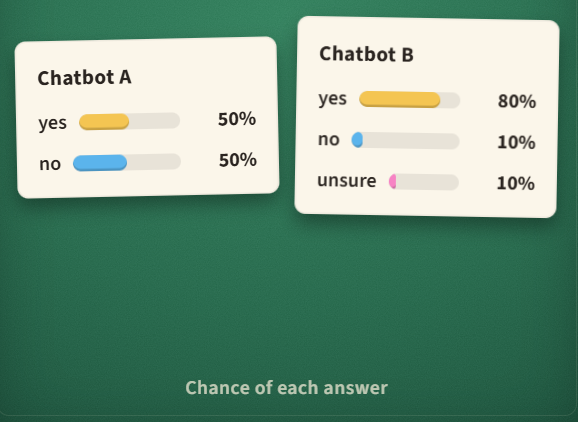 Chatbot A
yes 50%
no 50%
Chatbot B
yes 80%
no 10%
unsure 10%
Chance of each answer